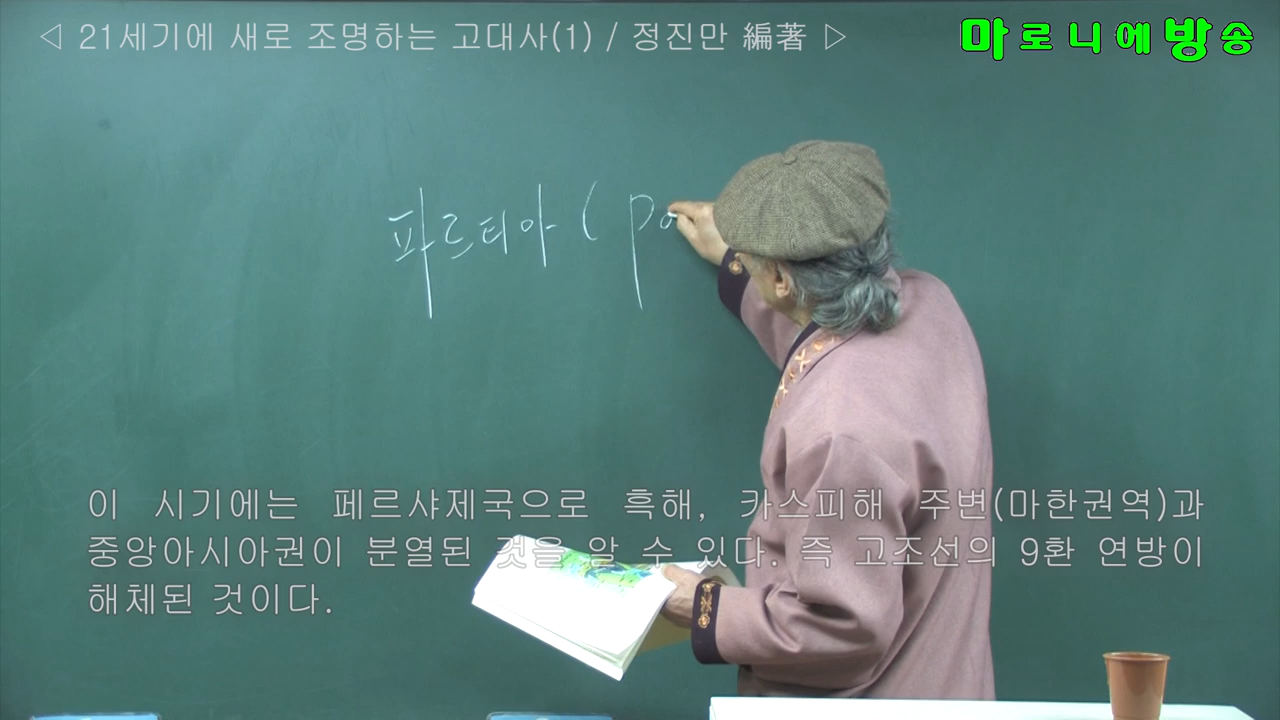 ◁ 21세기에 새로 조명하는 고대사(1) / 정진만 編著 ▷
마로니에방송
파르티아 ( pa
이 시기에는 페르샤제국으로 흑해, 카스피해 주변(마한권역)과
중앙아시아권이 분열된 것을 알 수 있다. 즉 고조선의 9환 연방이
해체된 것이다.